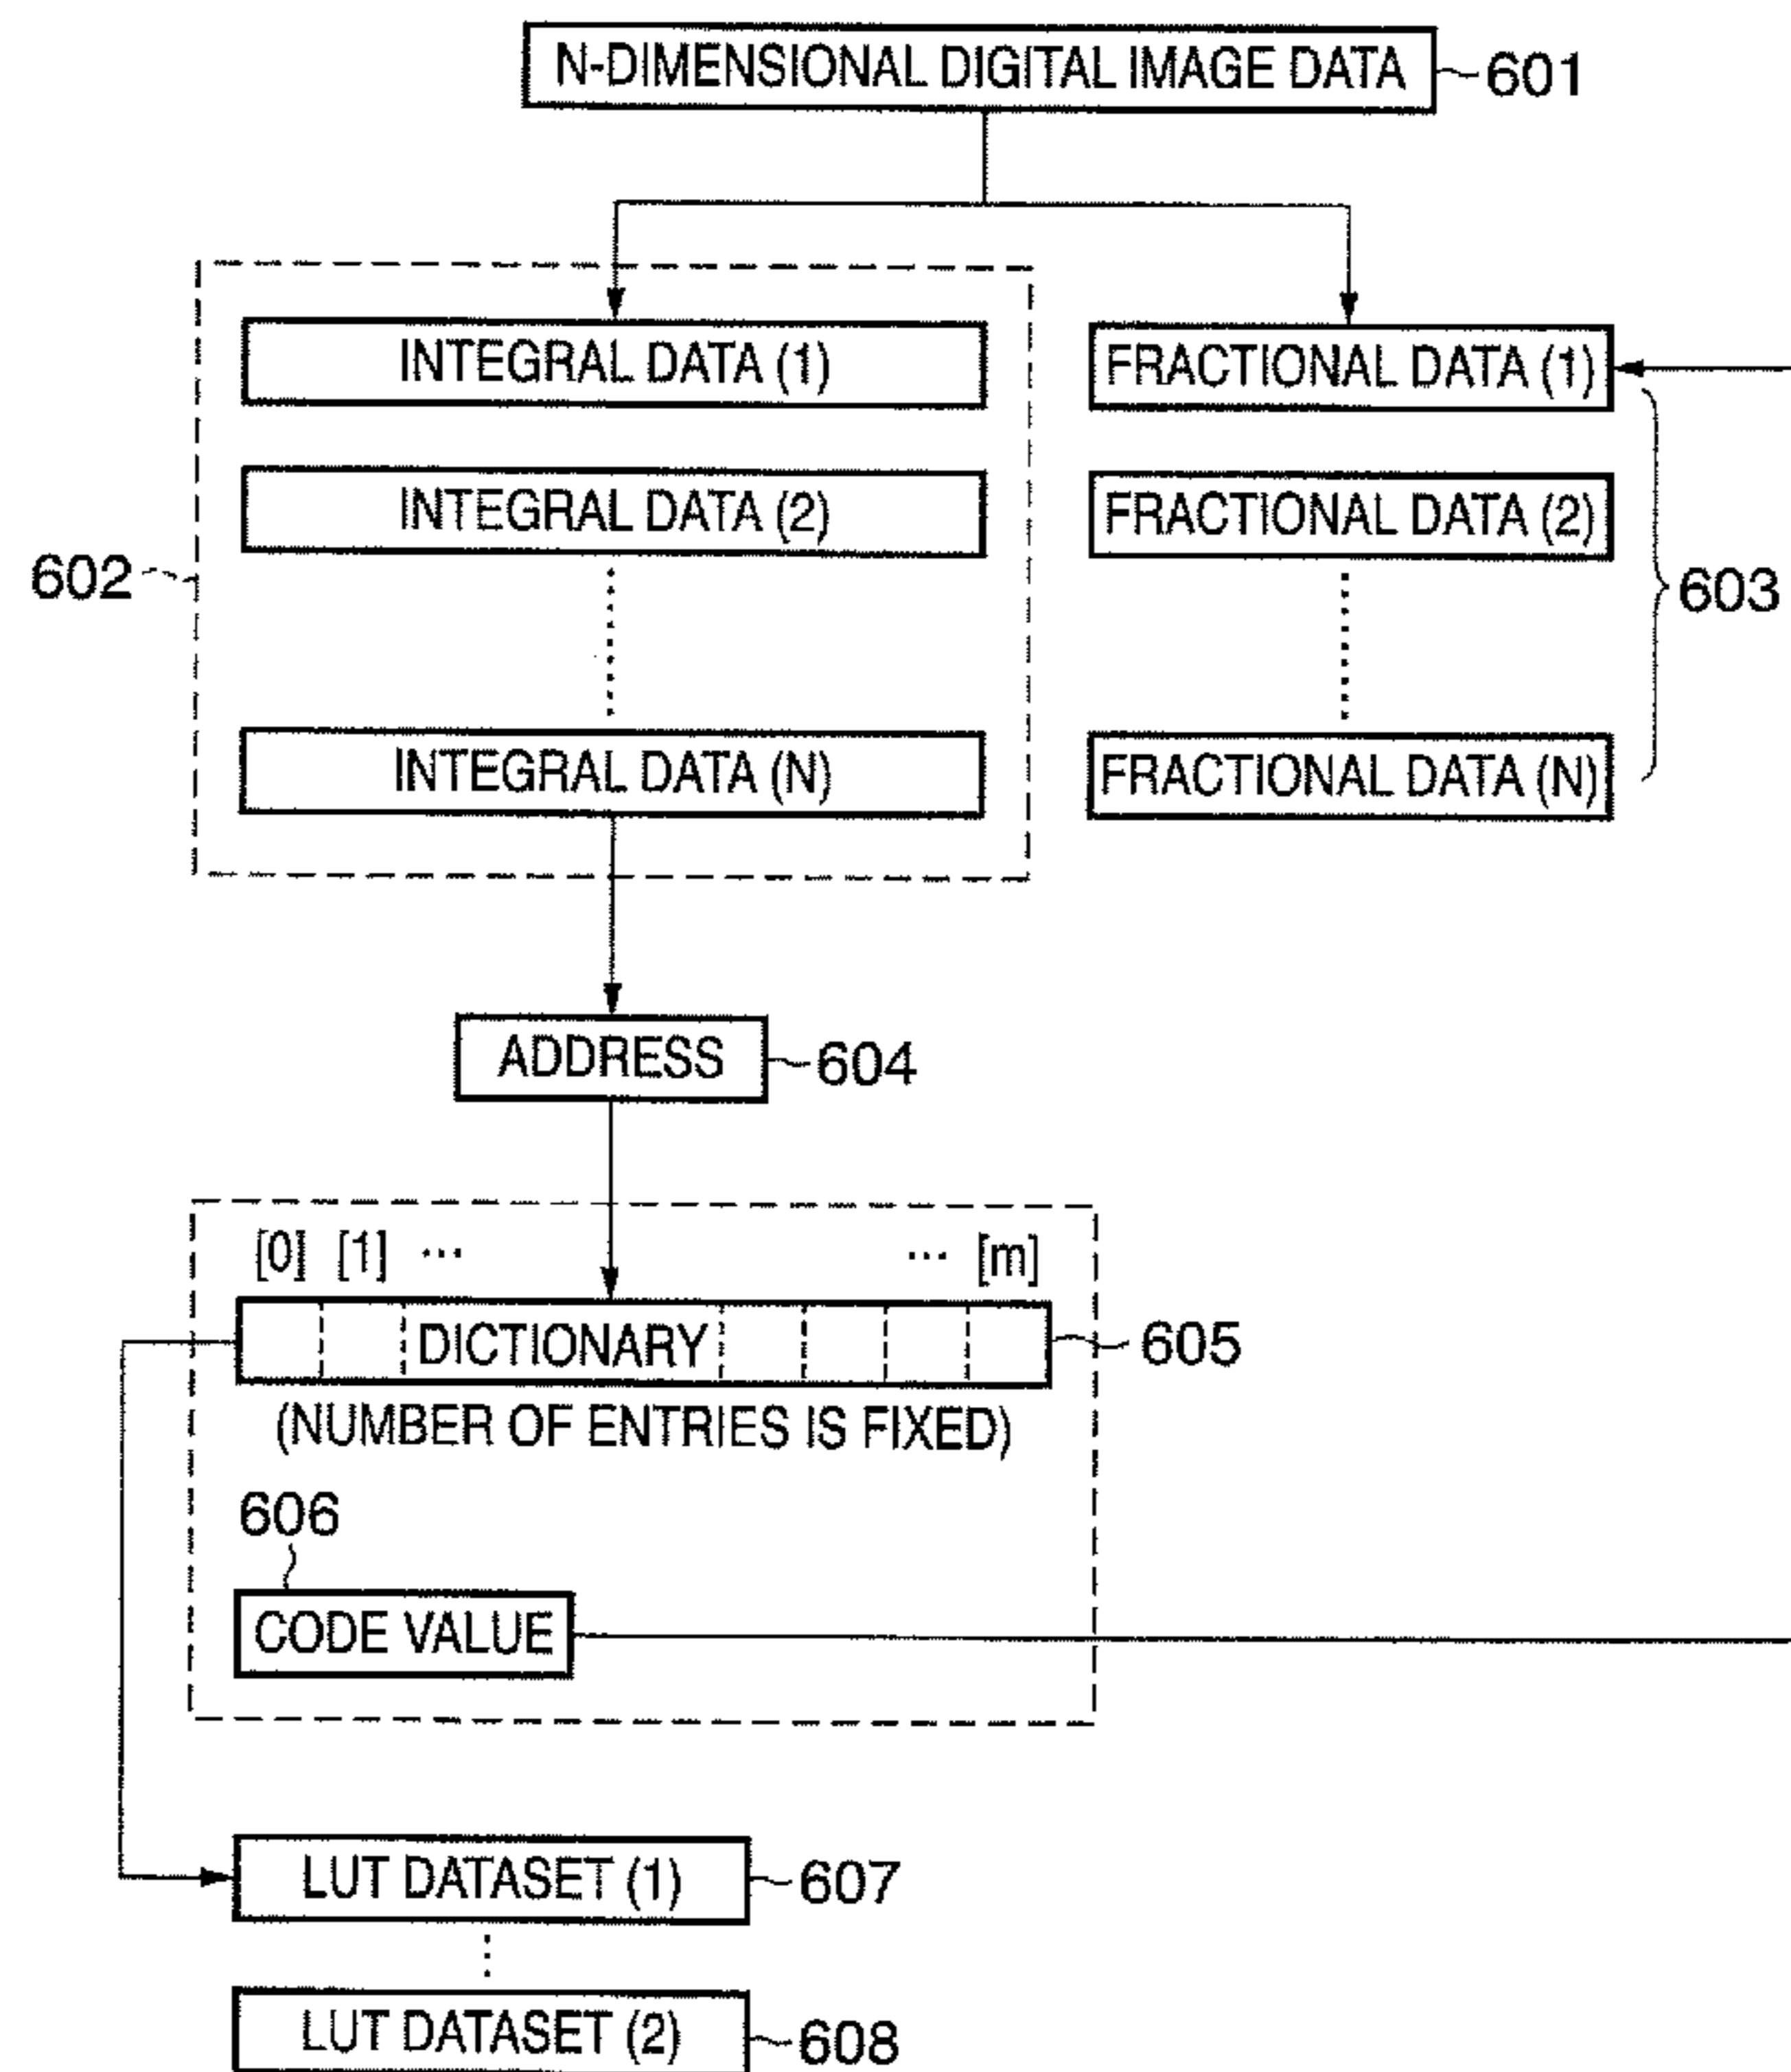 N-DIMENSIONAL DIGITAL IMAGE DATA
601
INTEGRAL DATA (1)
FRACTIONAL DATA (1)
INTEGRAL DATA (2)
FRACTIONAL DATA (2)
602
603
INTEGRAL DATA (N)
FRACTIONAL DATA (N)
ADDRESS
604
[0] [1] ... ... [m]
DICTIONARY
605
(NUMBER OF ENTRIES IS FIXED)
606
CODE VALUE
LUT DATASET (1)
607
LUT DATASET (2)
608